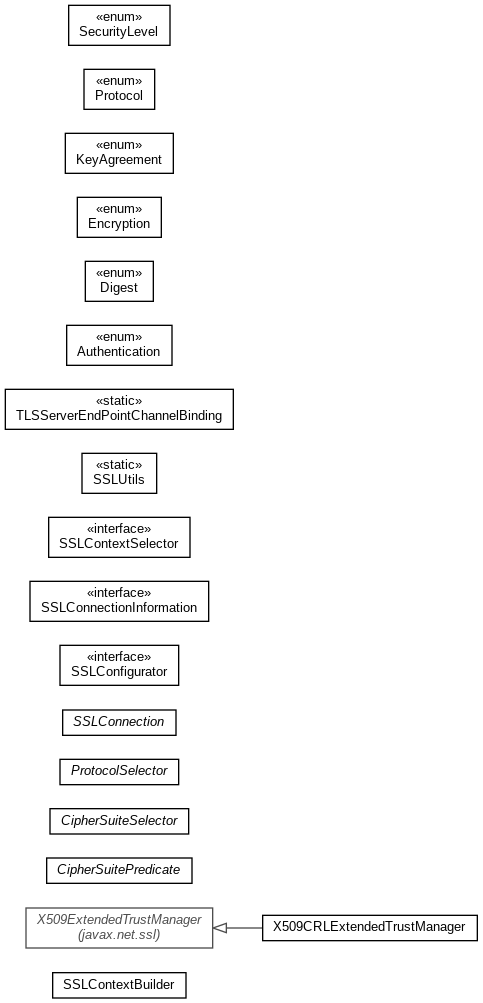 «enum»
SecurityLevel
«enum»
Protocol
«enum»
KeyAgreement
«enum»
Encryption
«enum»
Digest
«enum»
Authentication
«static»
TLSServerEndPointChannelBinding
«static»
SSLUtils
«interface»
SSLContextSelector
«interface»
SSLConnectionInformation
«interface»
SSLConfigurator
SSLConnection
ProtocolSelector
CipherSuiteSelector
CipherSuitePredicate
X509ExtendedTrustManager
(javax.net.ssl)
X509CRLExtendedTrustManager
SSLContextBuilder